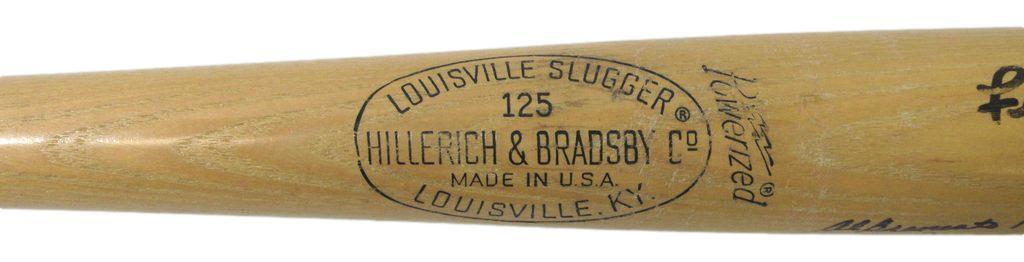 LOUISVILLE SLUGGER®
125
HILLERICH & BRADSBY Cº
MADE IN U.S.A.
LOUISVILLE. KY.
Powerized ®